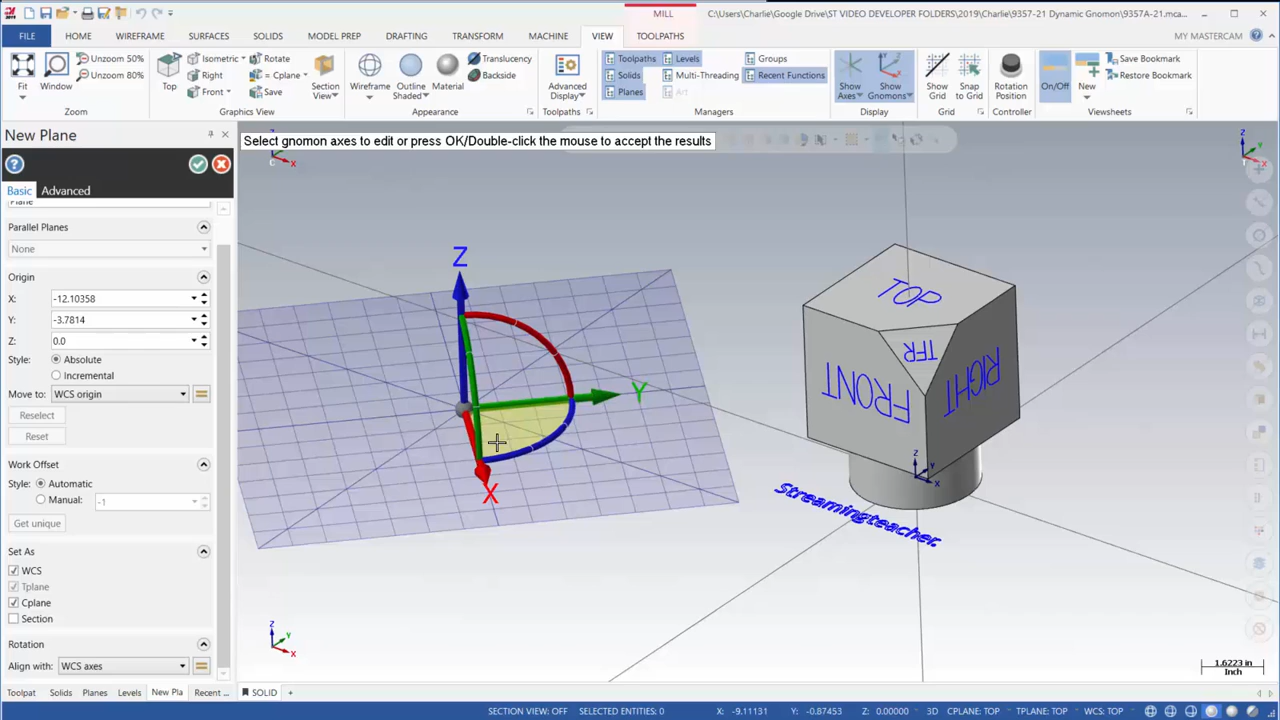 MILL
C:\Users\Charlie\Google Drive\ST VIDEO DEVELOPER FOLDERS\2019\Charlie\9357-21 Dynamic Gnomon\9357A-21.mca...
FILE HOME WIREFRAME SURFACES SOLIDS MODEL PREP DRAFTING TRANSFORM MACHINE VIEW TOOLPATHS MY MASTERCAM
Unzoom 50% Isometric Rotate Translucency Toolpaths Levels Groups Save Bookmark
Unzoom 80% Right = Cplane Backside Solids Multi-Threading Recent Functions Restore Bookmark
Front Save Planes Art
Fit Window Top Section View Wireframe Outline Shaded Material Advanced Display Show Axes Show Gnomons Show Grid Snap to Grid Rotation Position On/Off New
Zoom Graphics View Appearance Toolpaths Managers Display Grid Controller Viewsheets
New Plane
Select gnomon axes to edit or press OK/Double-click the mouse to accept the results
Basic Advanced
Plane
Parallel Planes
None
Origin
X: -12.10358
Y: -3.7814
Z: 0.0
Style: Absolute
Incremental
Move to: WCS origin
Reselect
Reset
Work Offset
Style: Automatic
Manual: -1
Get unique
Set As
WCS
Tplane
Cplane
Section
Rotation
Align with: WCS axes
Z
Y
X
TOP
TFR
FRONT
RIGHT
Z
Y
X
Streamingteacher.
Z
Y
X
Z
Y
X
Z
Y
X
1.6223 in
Inch
Toolpat Solids Planes Levels New Pla Recent ... SOLID +
SECTION VIEW: OFF SELECTED ENTITIES: 0 X: -9.11131 Y: -0.87453 Z: 0.00000 3D CPLANE: TOP TPLANE: TOP WCS: TOP